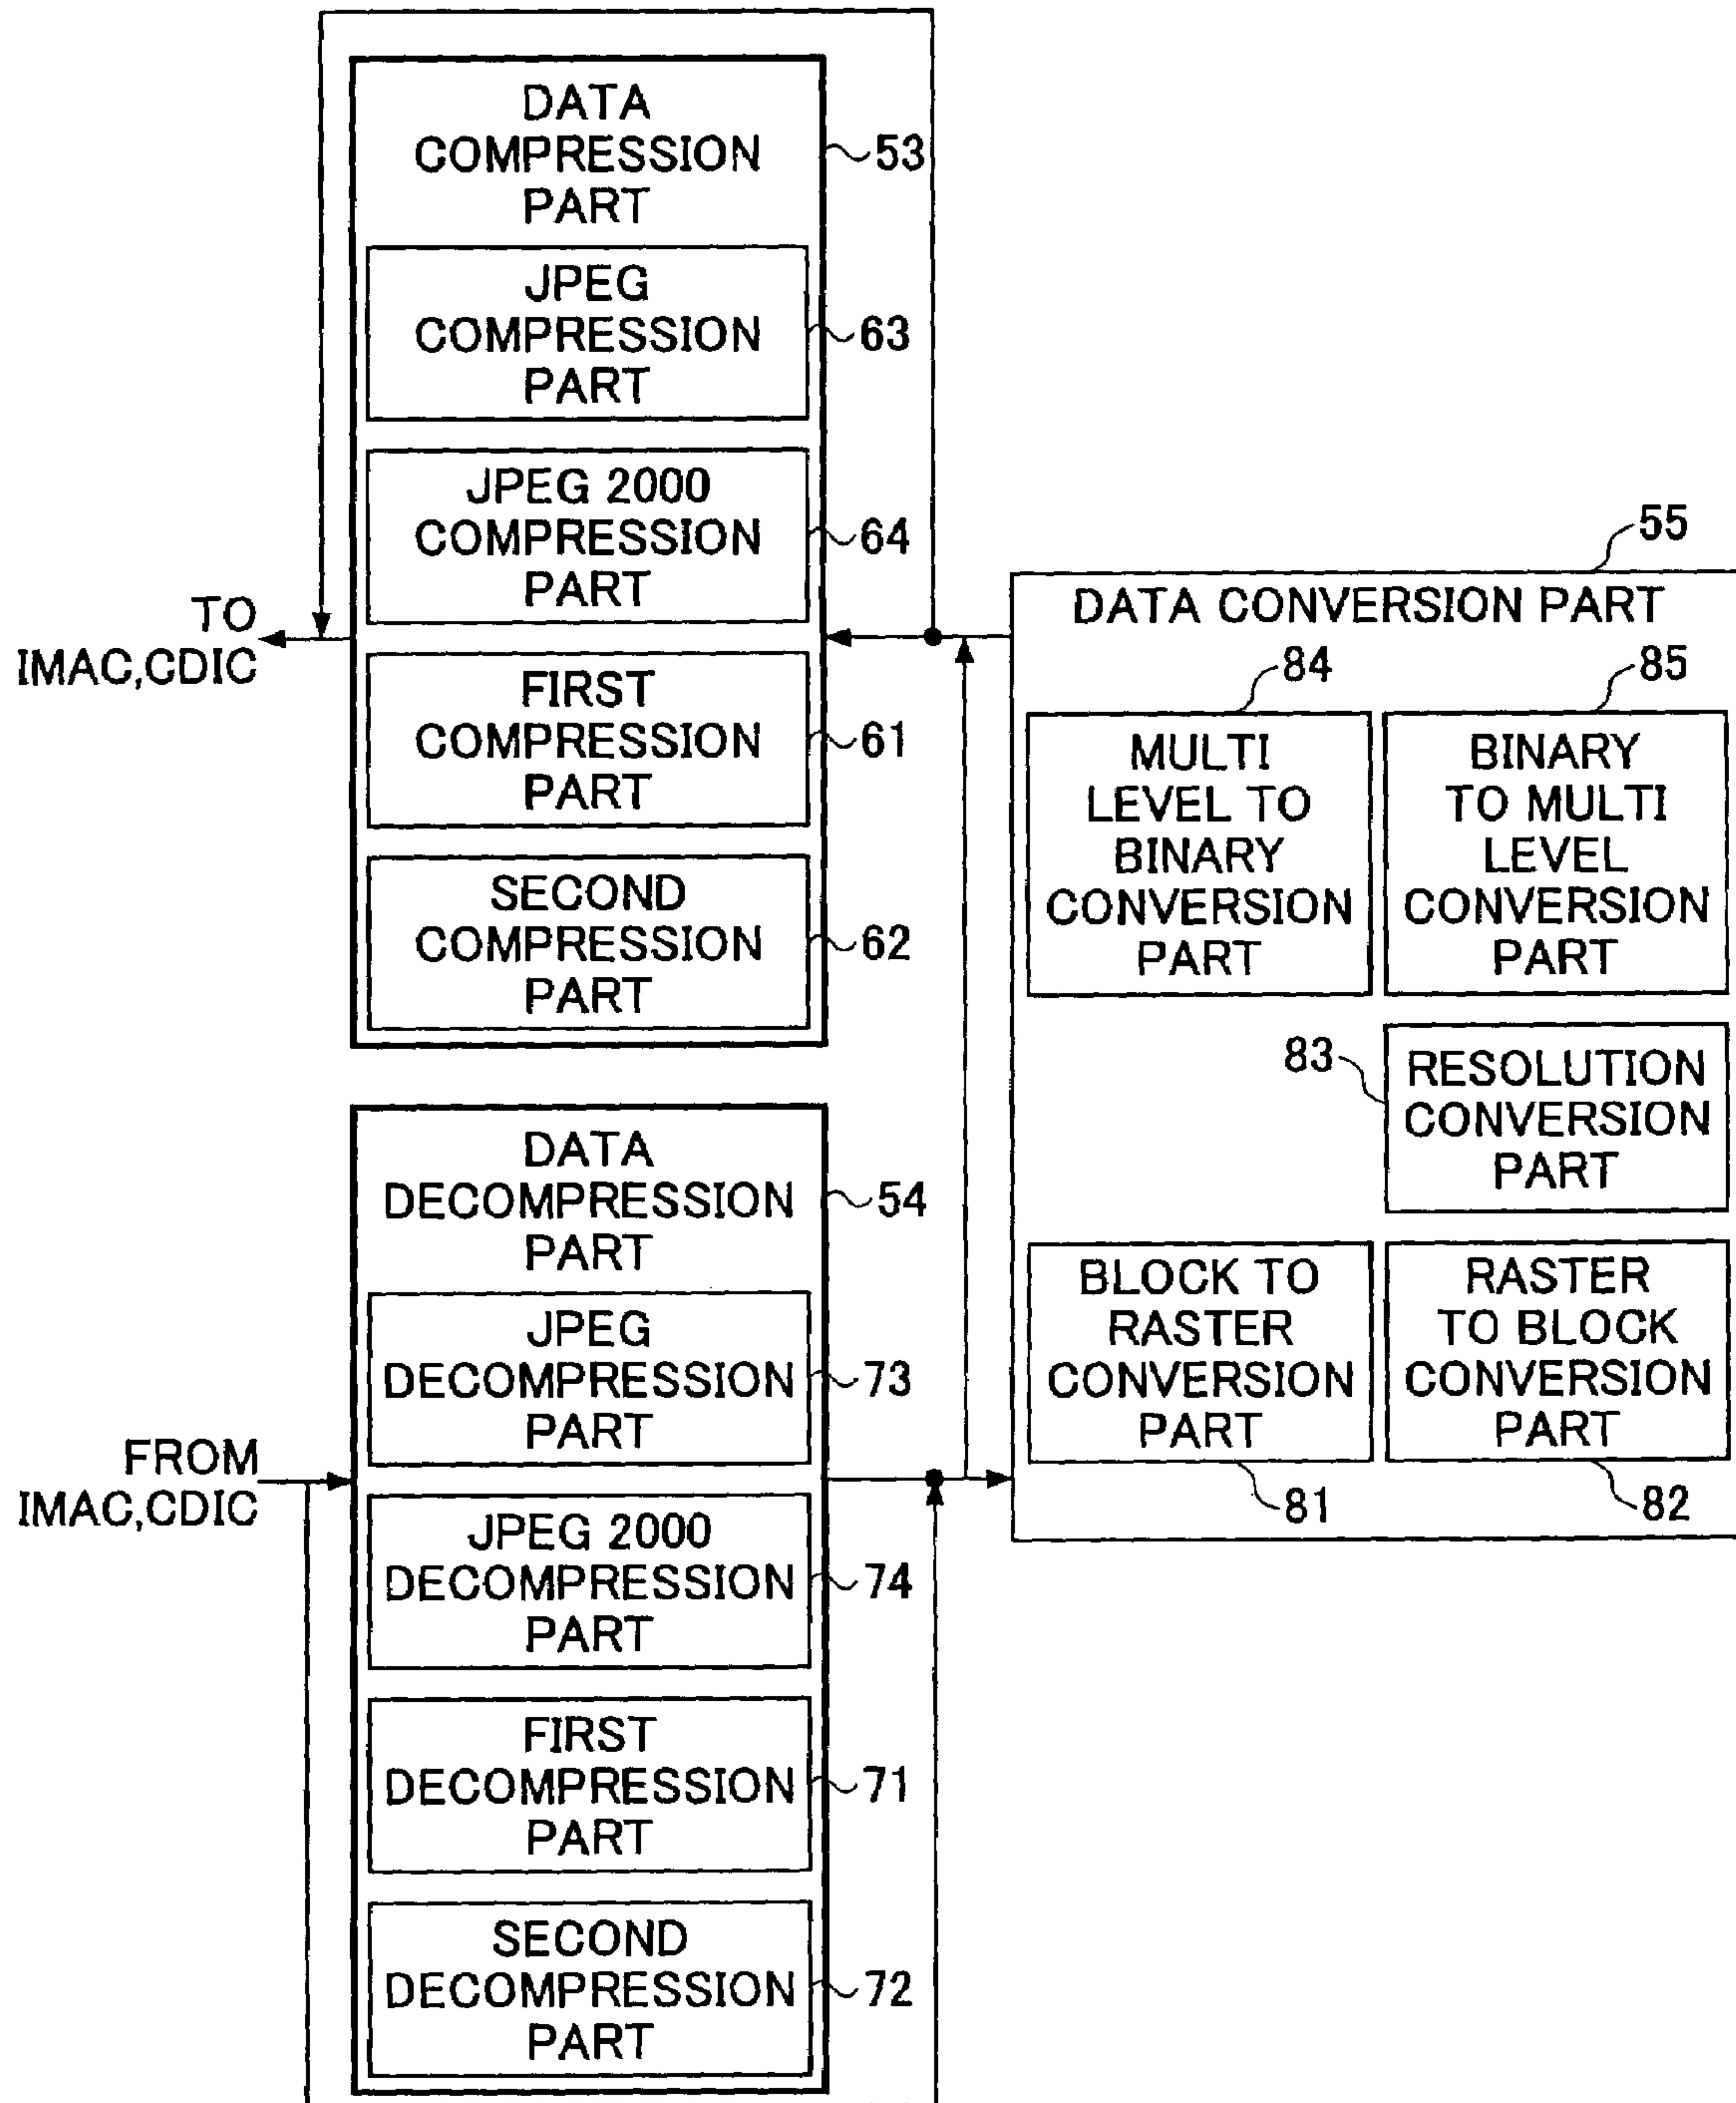 DATA
COMPRESSION
PART
53
JPEG
COMPRESSION
PART
63
JPEG 2000
COMPRESSION
PART
64
TO
IMAC,CDIC
FIRST
COMPRESSION
PART
61
SECOND
COMPRESSION
PART
62
55
DATA CONVERSION PART
84
MULTI
LEVEL TO
BINARY
CONVERSION
PART
85
BINARY
TO MULTI
LEVEL
CONVERSION
PART
83
RESOLUTION
CONVERSION
PART
BLOCK TO
RASTER
CONVERSION
PART
81
RASTER
TO BLOCK
CONVERSION
PART
82
DATA
DECOMPRESSION
PART
54
JPEG
DECOMPRESSION
PART
73
FROM
IMAC,CDIC
JPEG 2000
DECOMPRESSION
PART
74
FIRST
DECOMPRESSION
PART
71
SECOND
DECOMPRESSION
PART
72